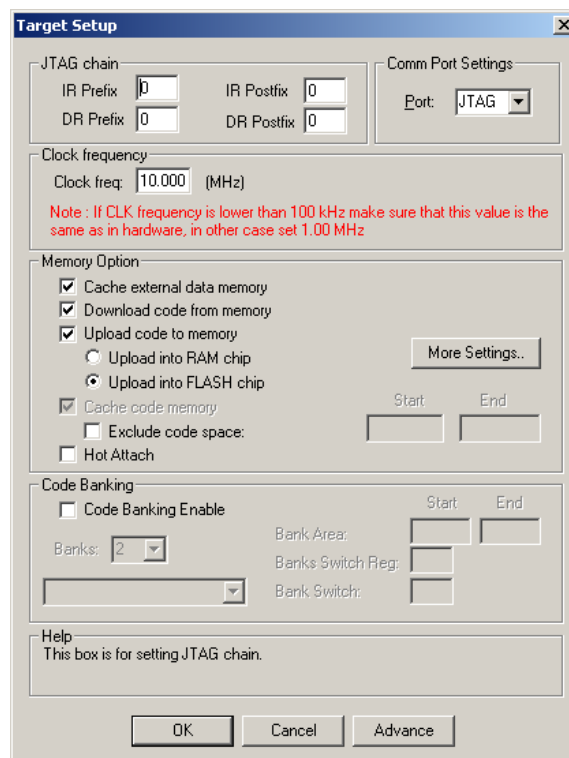 Target Setup
JTAG chain
IR Prefix 0 IR Postfix 0
DR Prefix 0 DR Postfix 0
Comm Port Settings
Port: JTAG
Clock frequency
Clock freq: 10.000 (MHz)
Note : If CLK frequency is lower than 100 kHz make sure that this value is the
same as in hardware, in other case set 1.00 MHz
Memory Option
Cache external data memory
Download code from memory
Upload code to memory
Upload into RAM chip
More Settings..
Upload into FLASH chip
Cache code memory
Start End
Exclude code space:
Hot Attach
Code Banking
Code Banking Enable
Start End
Banks: 2
Bank Area:
Banks Switch Reg:
Bank Switch:
Help
This box is for setting JTAG chain.
OK Cancel Advance